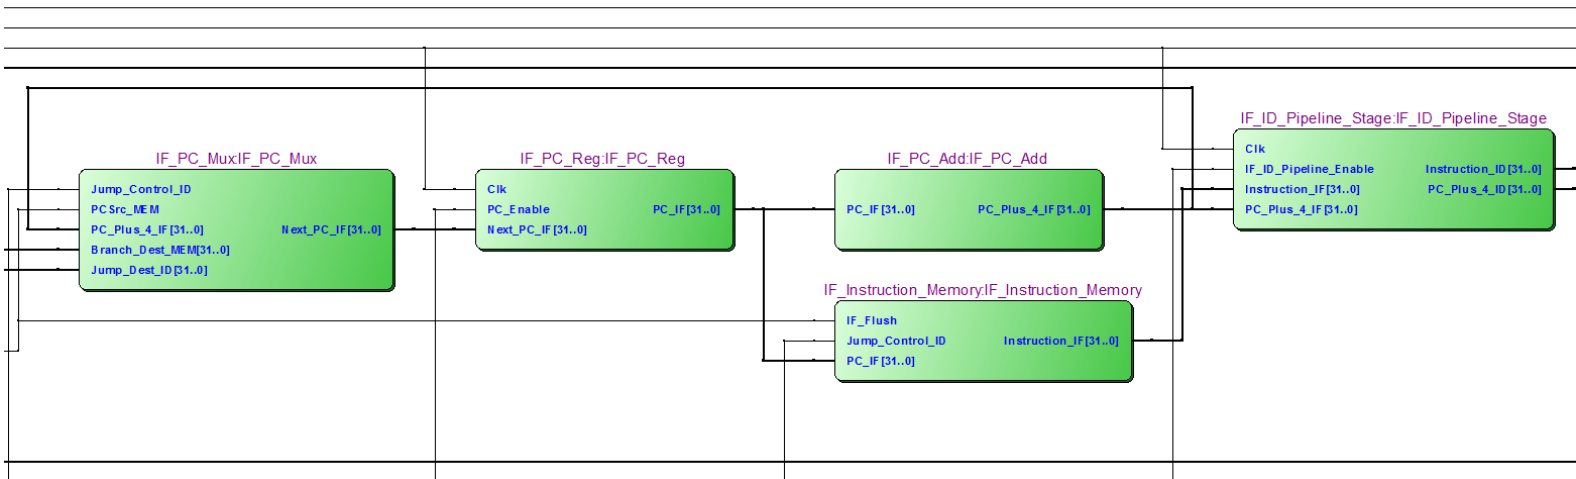 IF_PC_Mux:IF_PC_Mux
Jump_Control_ID
PCSrc_MEM
PC_Plus_4_IF[31..0]
Branch_Dest_MEM[31..0]
Jump_Dest_ID[31..0]
Next_PC_IF[31..0]
IF_PC_Reg:IF_PC_Reg
Clk
PC_Enable
Next_PC_IF[31..0]
PC_IF[31..0]
IF_PC_Add:IF_PC_Add
PC_IF[31..0]
PC_Plus_4_IF[31..0]
IF_Instruction_Memory:IF_Instruction_Memory
IF_Flush
Jump_Control_ID
PC_IF[31..0]
Instruction_IF[31..0]
IF_ID_Pipeline_Stage:IF_ID_Pipeline_Stage
Clk
IF_ID_Pipeline_Enable
Instruction_IF[31..0]
PC_Plus_4_IF[31..0]
Instruction_ID[31..0]
PC_Plus_4_ID[31..0]